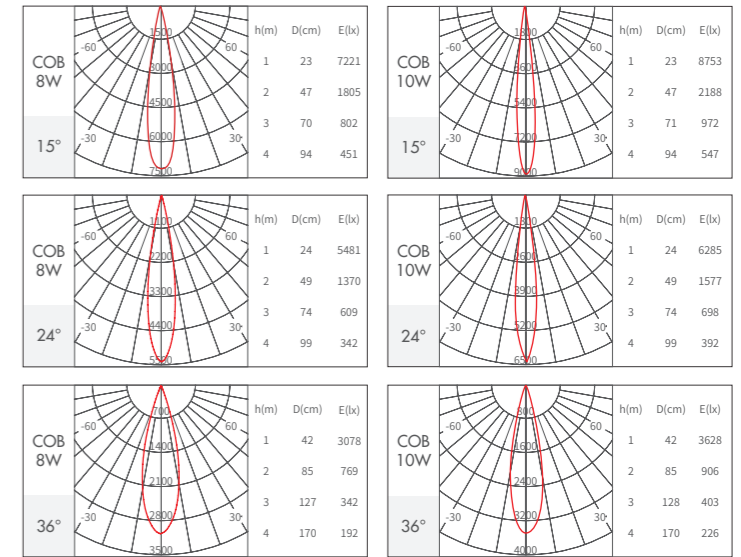 COB
8W
15°
1500
-60 60
3000
4500
-30 6000 30
7500
h(m) D(cm) E(lx)
1 23 7221
2 47 1805
3 70 802
4 94 451
COB
10W
15°
1800
-60 60
3600
5400
-30 7200 30
9000
h(m) D(cm) E(lx)
1 23 8753
2 47 2188
3 71 972
4 94 547
COB
8W
24°
1100
-60 60
2200
3300
-30 4400 30
5500
h(m) D(cm) E(lx)
24 5481
2 49 1370
3 74 609
4 99 342
COB
10W
24°
1300
-60 60
2600
3900
-30 5200 30
6500
h(m) D(cm) E(lx)
1 24 6285
2 49 1577
3 74 698
4 99 392
COB
8W
36°
700
-60 60
1400
2100
-30 2800 30
3500
h(m) D(cm) E(lx)
1 42 3078
2 85 769
3 127 342
4 170 192
COB
10W
36°
800
-60 60
1600
2400
-30 3200 30
4000
h(m) D(cm) E(lx)
1 42 3628
2 85 906
3 128 403
4 170 226